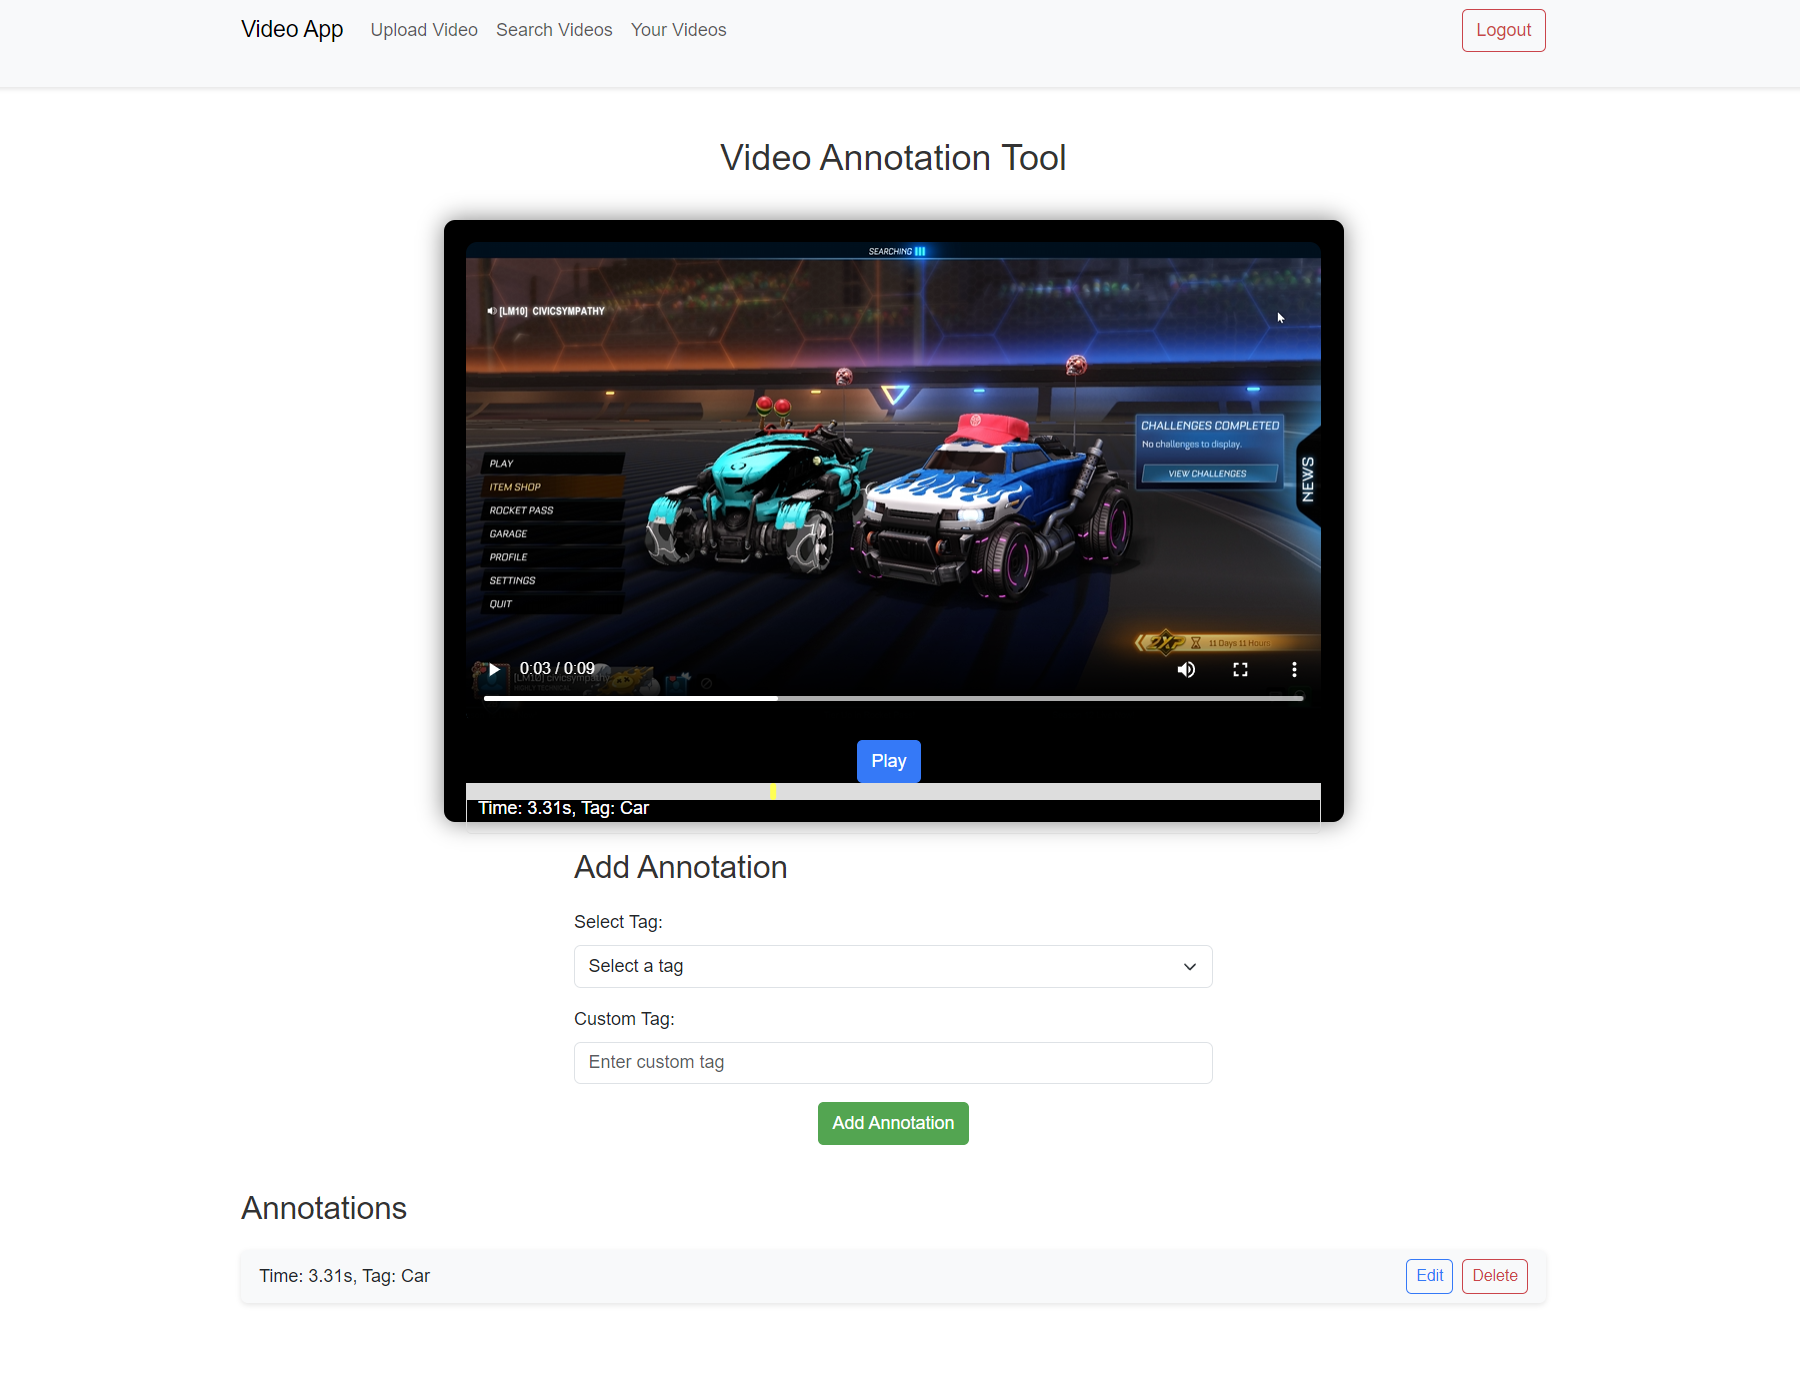 Video App Upload Video Search Videos Your Videos Logout
Video Annotation Tool
SEARCHING
[LM10] CIVICSYMPATHY
CHALLENGES COMPLETED
No challenges to display.
VIEW CHALLENGES
NEWS
PLAY
ITEM SHOP
ROCKET PASS
GARAGE
PROFILE
SETTINGS
QUIT
2XP 11 Days 11 Hours
0:03 / 0:09
[LM10] civicsympathy
Play
Time: 3.31s, Tag: Car
Add Annotation
Select Tag:
Select a tag
Custom Tag:
Enter custom tag
Add Annotation
Annotations
Time: 3.31s, Tag: Car Edit Delete